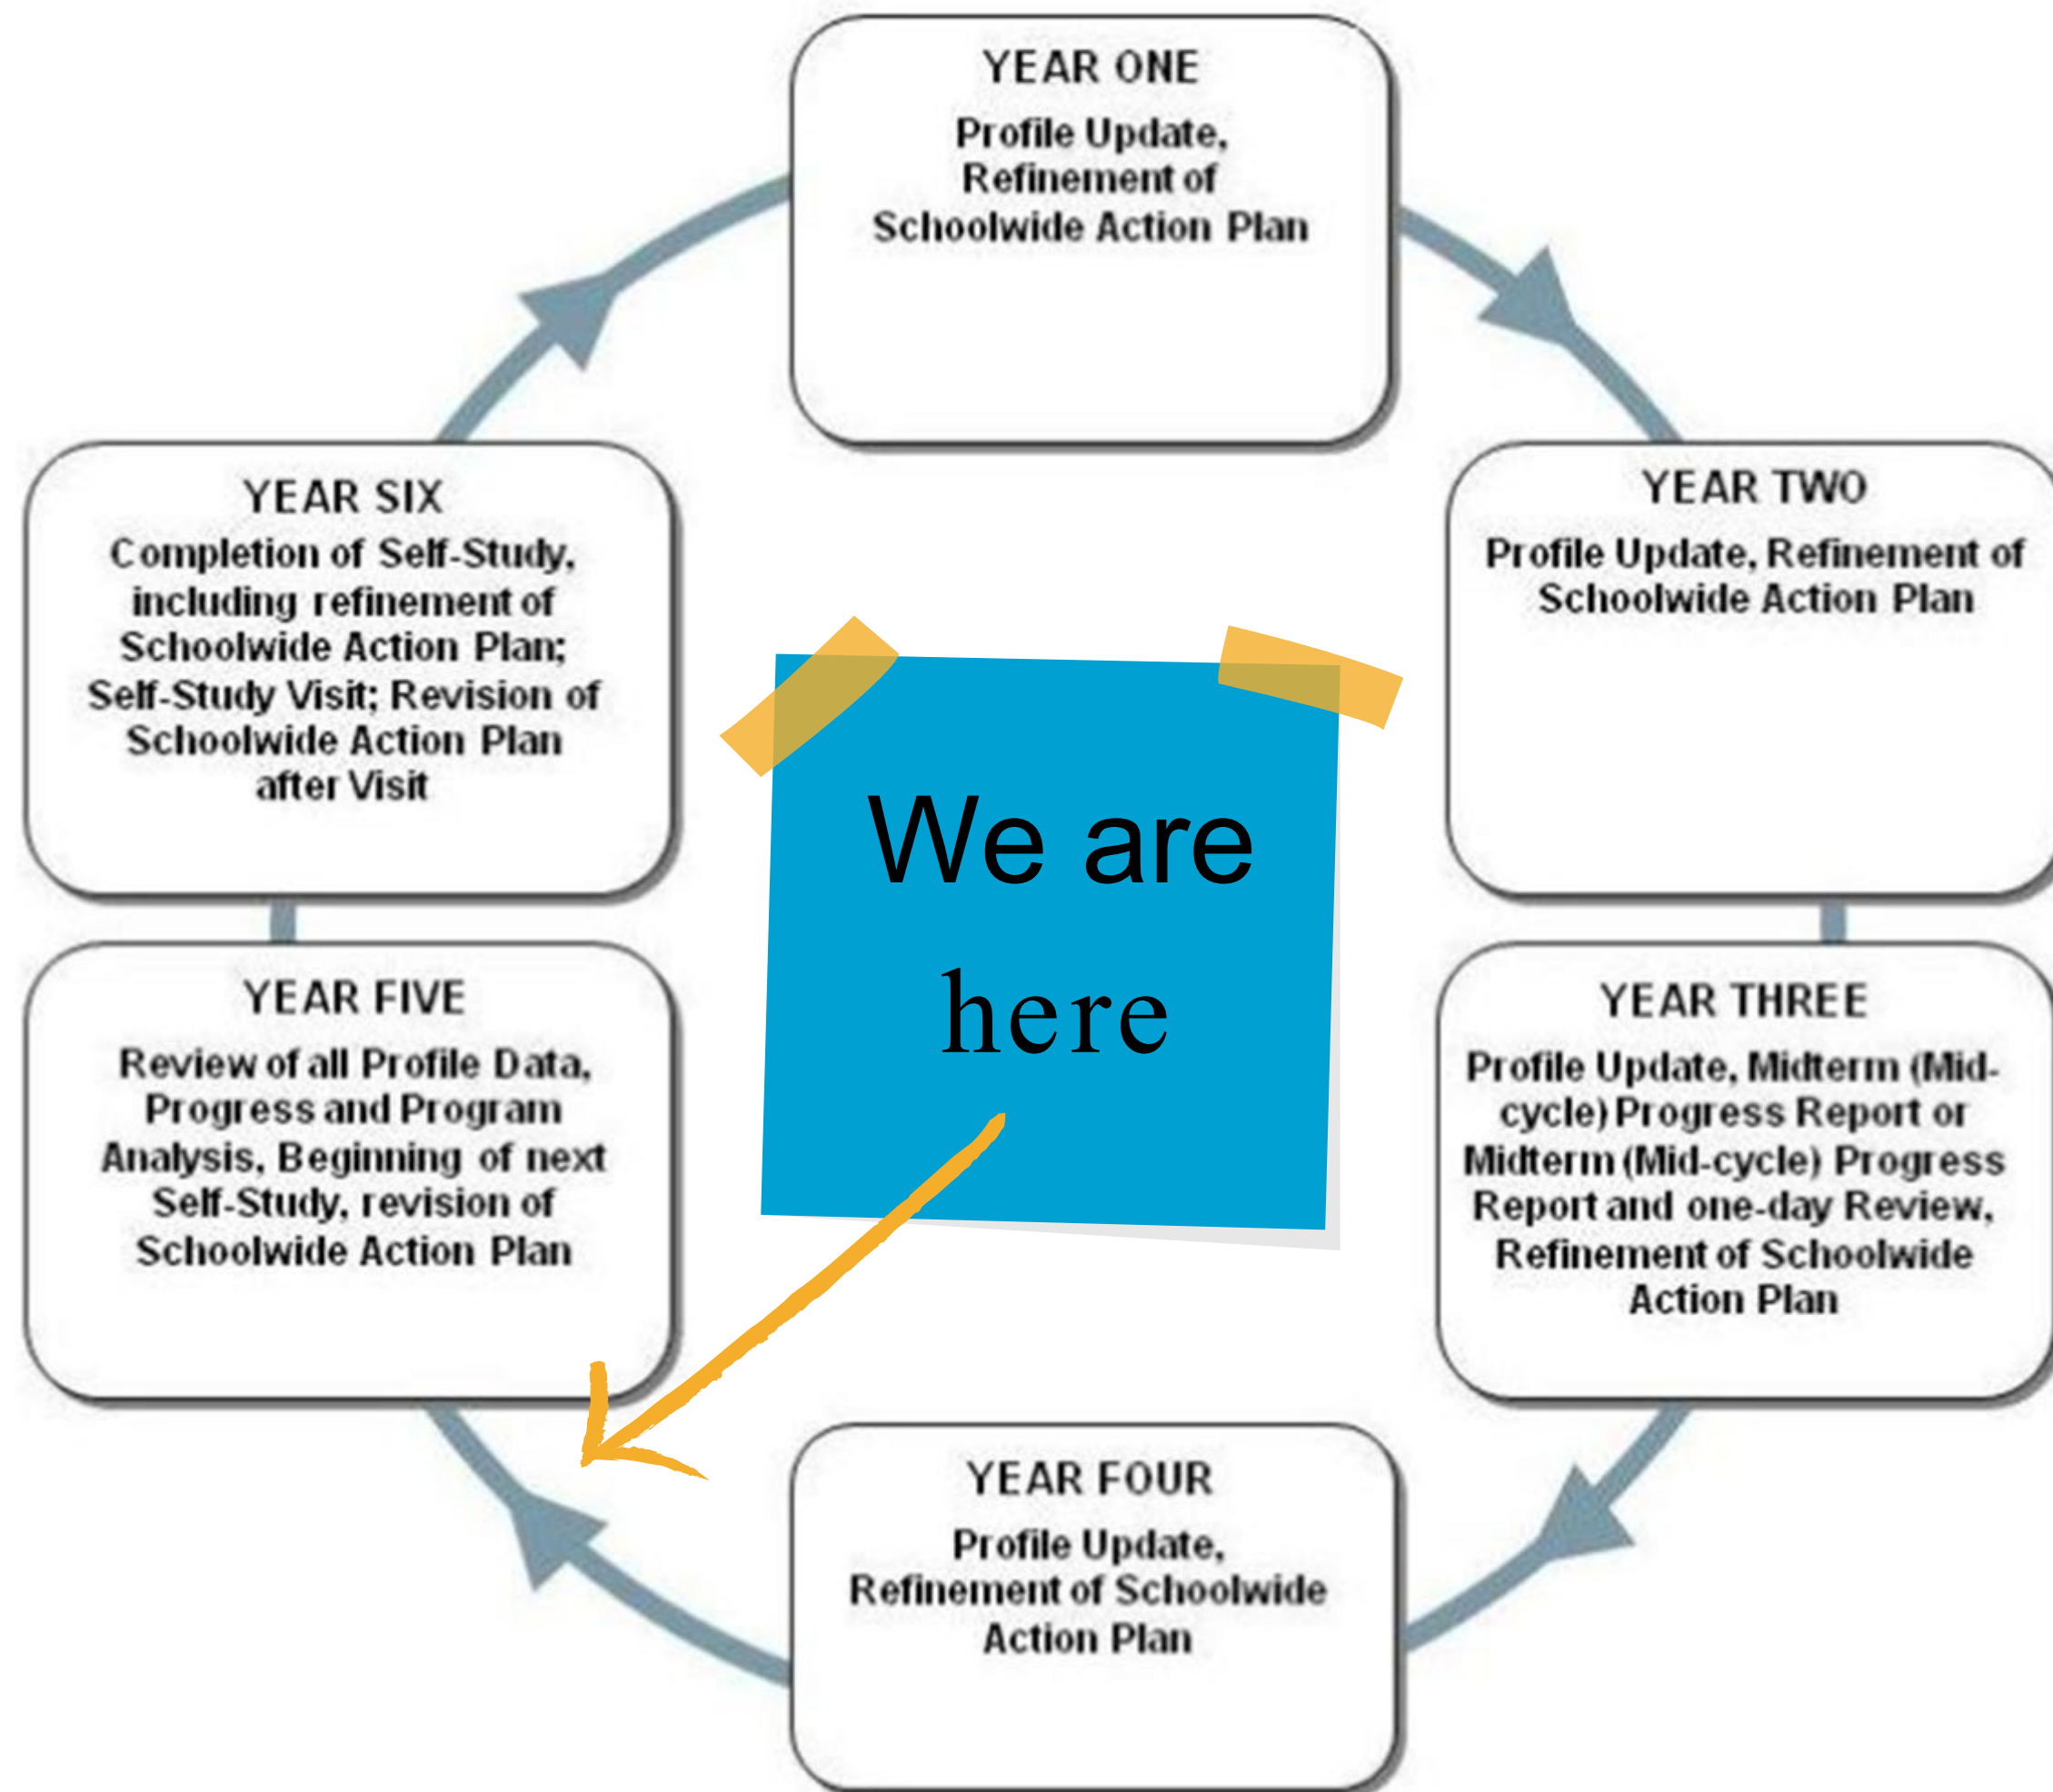 YEAR ONE
Profile Update,
Refinement of
Schoolwide Action Plan
YEAR TWO
Profile Update, Refinement of
Schoolwide Action Plan
YEAR THREE
Profile Update, Midterm (Mid-
cycle) Progress Report or
Midterm (Mid-cycle) Progress
Report and one-day Review,
Refinement of Schoolwide
Action Plan
YEAR FOUR
Profile Update,
Refinement of Schoolwide
Action Plan
YEAR FIVE
Review of all Profile Data,
Progress and Program
Analysis, Beginning of next
Self-Study, revision of
Schoolwide Action Plan
YEAR SIX
Completion of Self-Study,
including refinement of
Schoolwide Action Plan;
Self-Study Visit; Revision of
Schoolwide Action Plan
after Visit
We are
here